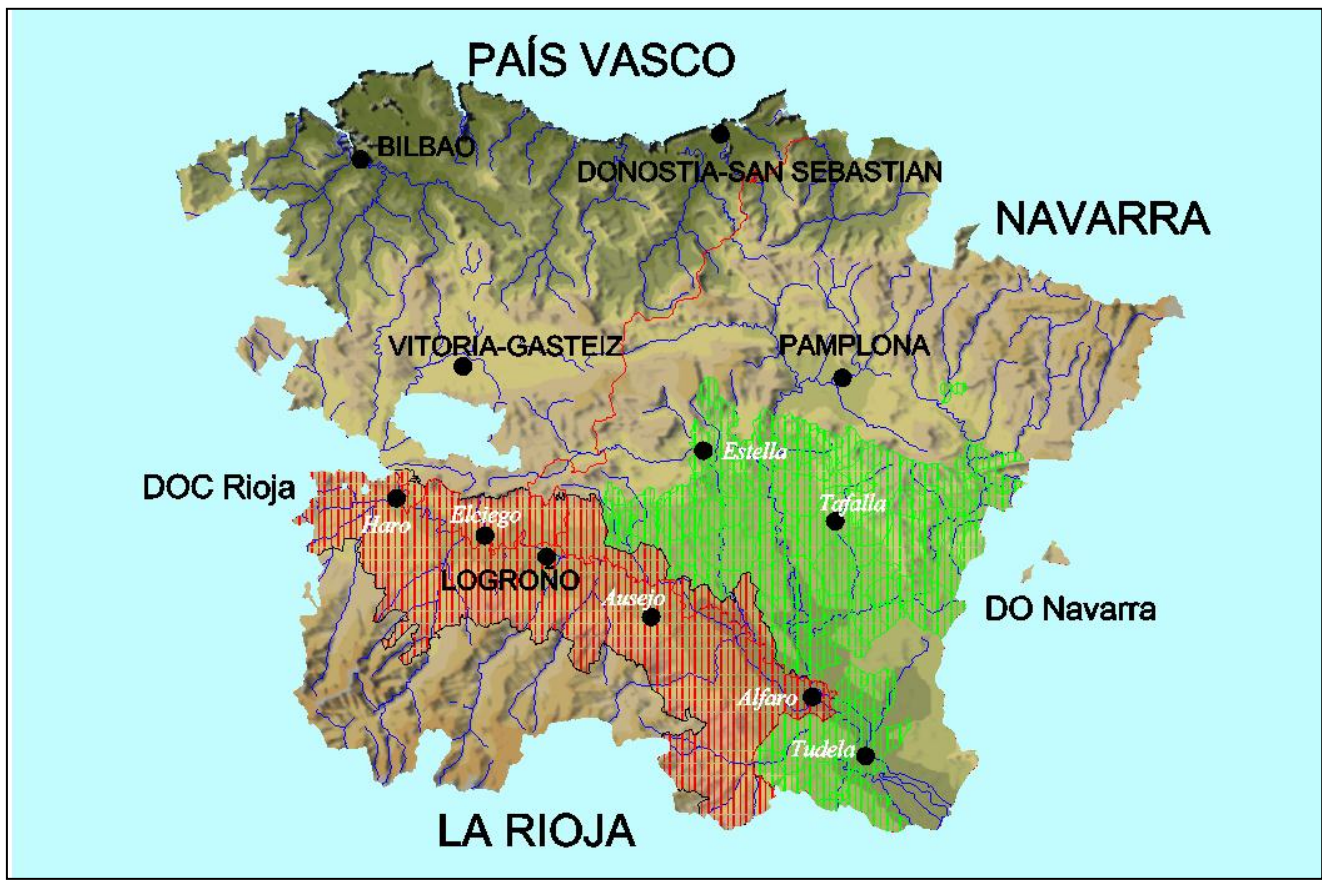 PAÍS VASCO
BILBAO
DONOSTIA-SAN SEBASTIAN
NAVARRA
VITORIA-GASTEIZ
PAMPLONA
Estella
DOC Rioja
Haro
Elciego
Tafalla
LOGROÑO
Ausejo
DO Navarra
Alfaro
Tudela
LA RIOJA